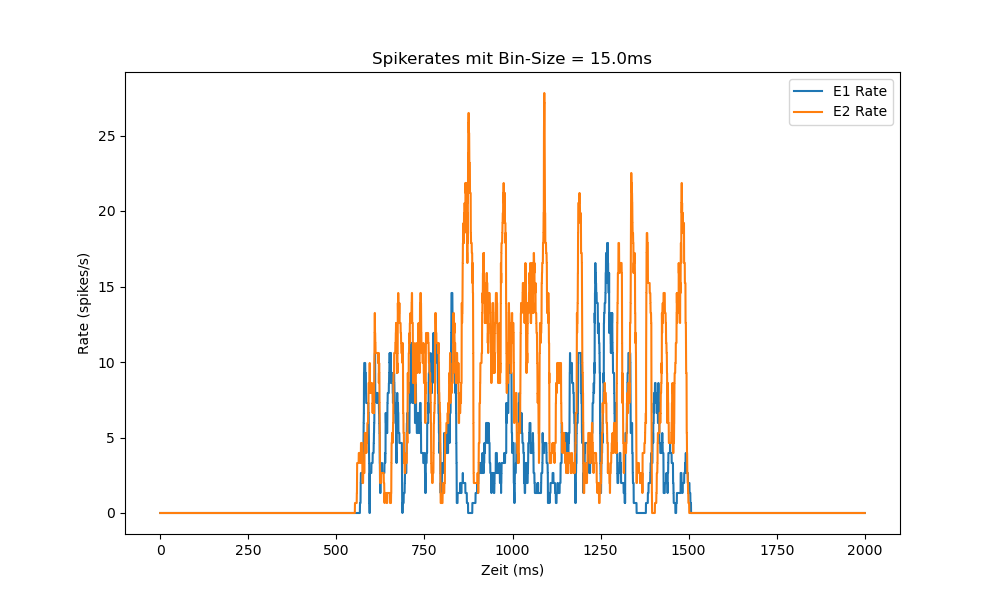 Spikerates mit Bin-Size = 15.0ms
E1 Rate
E2 Rate
Rate (spikes/s)
25
20
15
10
5
0
0 250 500 750 1000 1250 1500 1750 2000
Zeit (ms)